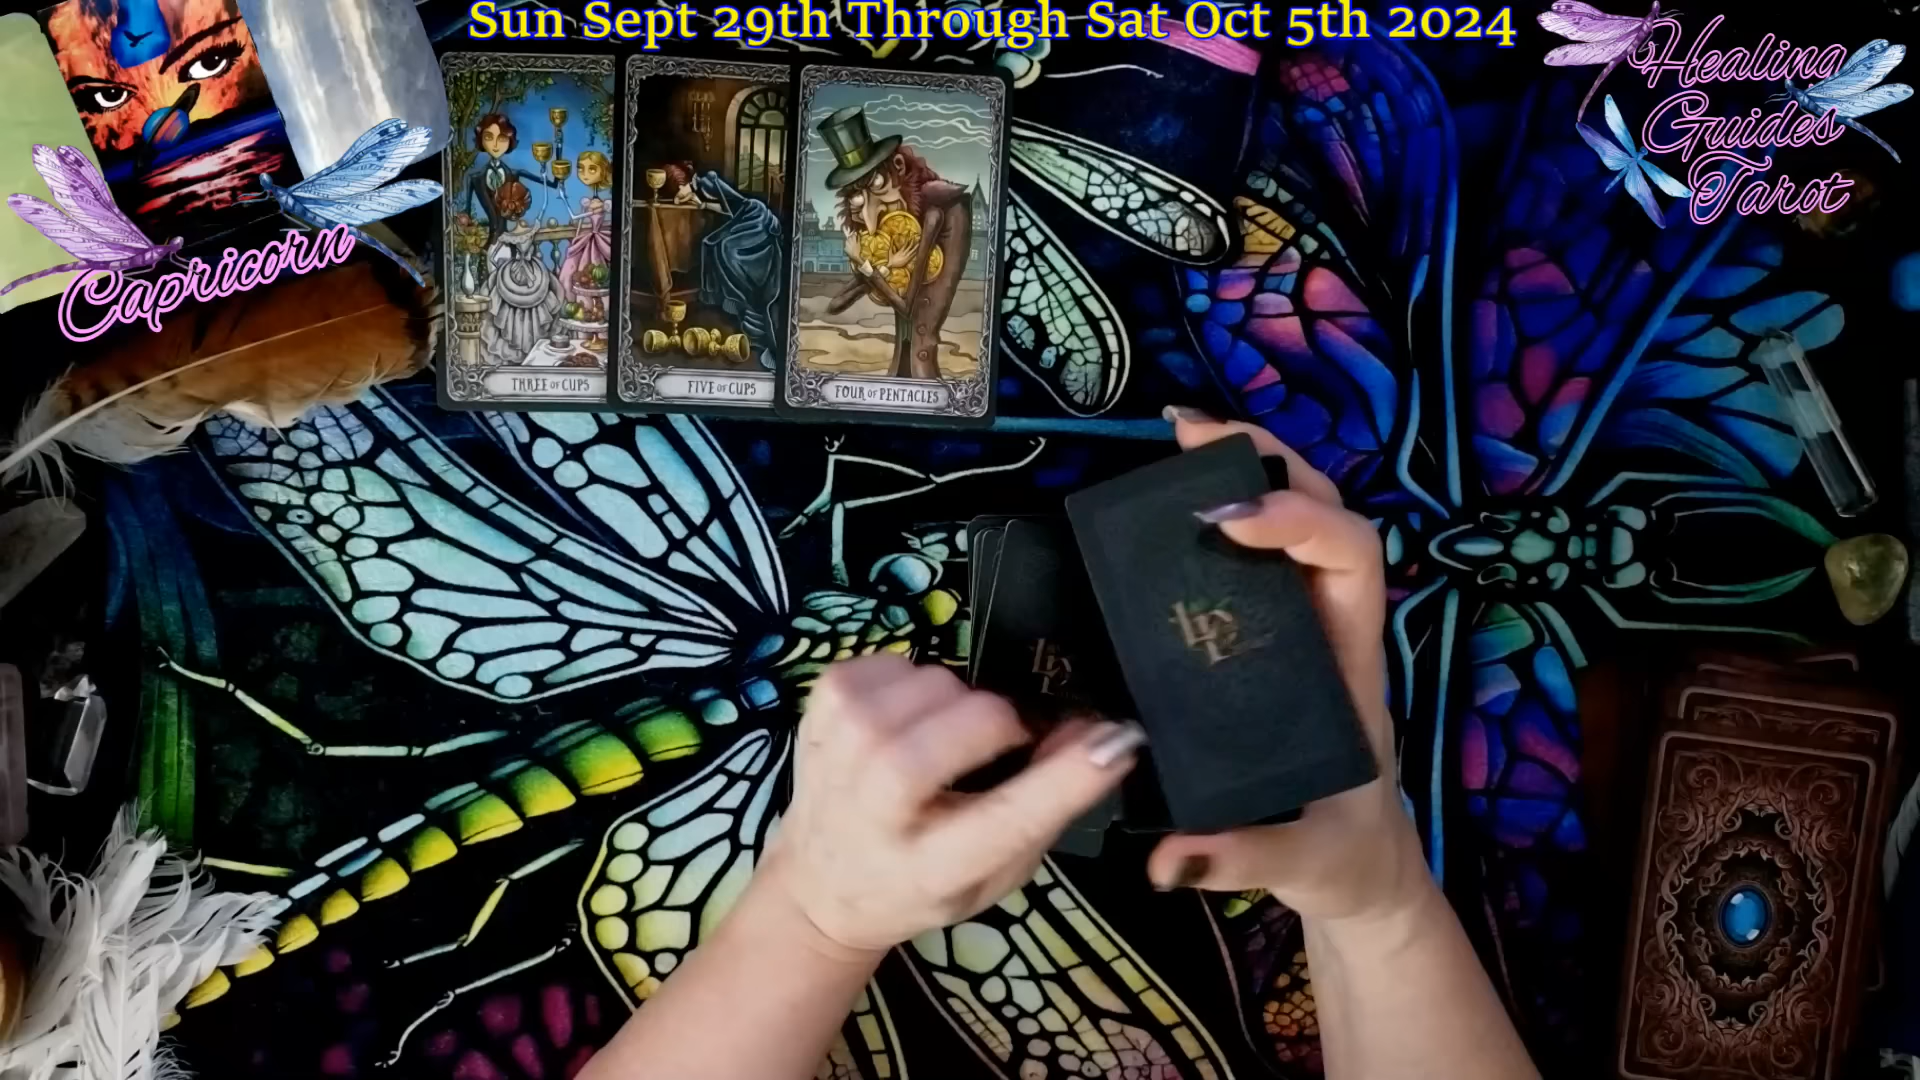 Sun Sept 29th Through Sat Oct 5th 2024
Healing
Guides
Tarot
Capricorn
THREE OF CUPS
FIVE OF CUPS
FOUR OF PENTACLES